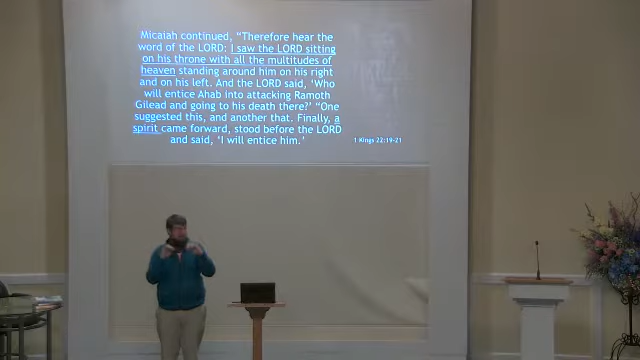 Micaiah continued, “Therefore hear the
word of the LORD: I saw the LORD sitting
on his throne with all the multitudes of
heaven standing around him on his right
and on his left. And the LORD said, ‘Who
will entice Ahab into attacking Ramoth
Gilead and going to his death there?’ “One
suggested this, and another that. Finally, a
spirit came forward, stood before the LORD
and said, ‘I will entice him.’
1 Kings 22:19-21